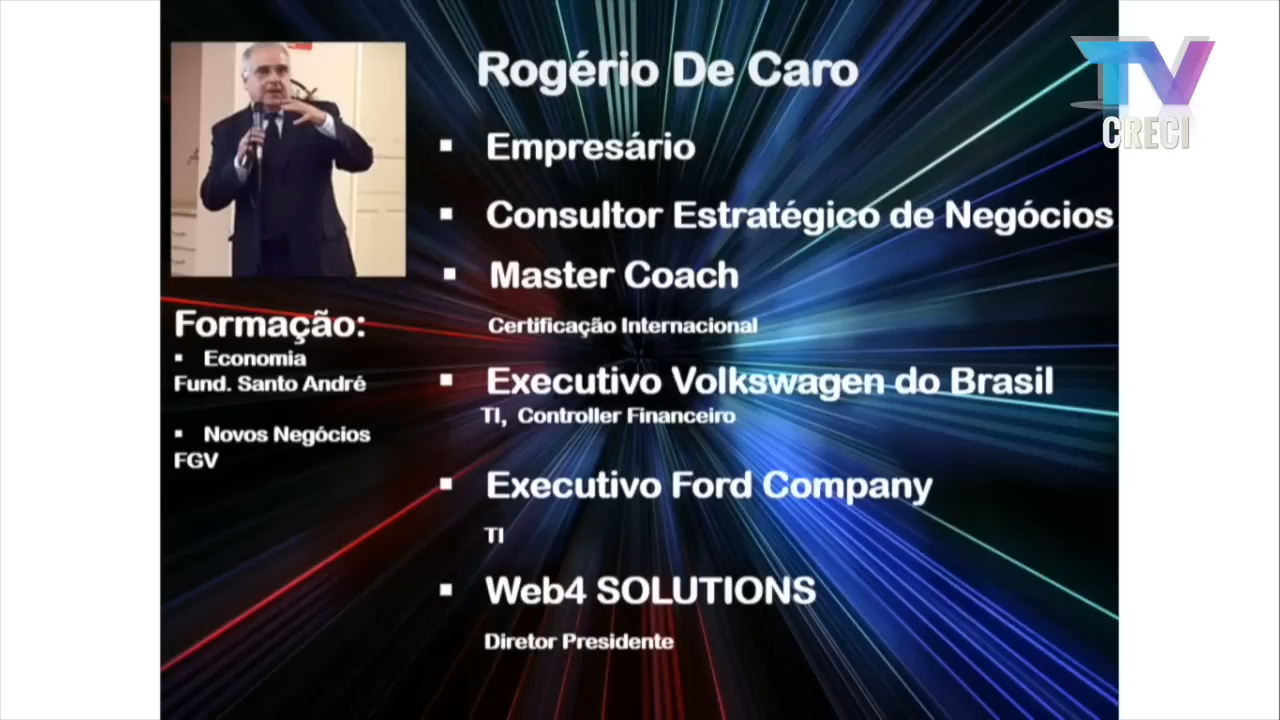 Rogério De Caro
TV
CRECI
▪ Empresário
▪ Consultor Estratégico de Negócios
▪ Master Coach
Certificação Internacional
▪ Executivo Volkswagen do Brasil
TI, Controller Financeiro
▪ Executivo Ford Company
TI
▪ Web4 SOLUTIONS
Diretor Presidente
Formação:
▪ Economia
Fund. Santo André
▪ Novos Negócios
FGV